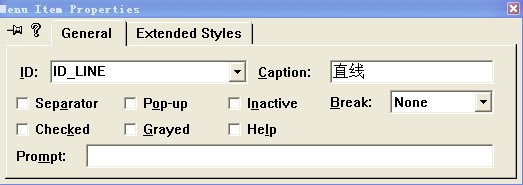 Menu Item Properties
? General Extended Styles
ID: ID_LINE Caption: 直线
Separator Pop-up Inactive Break: None
Checked Grayed Help
Prompt: